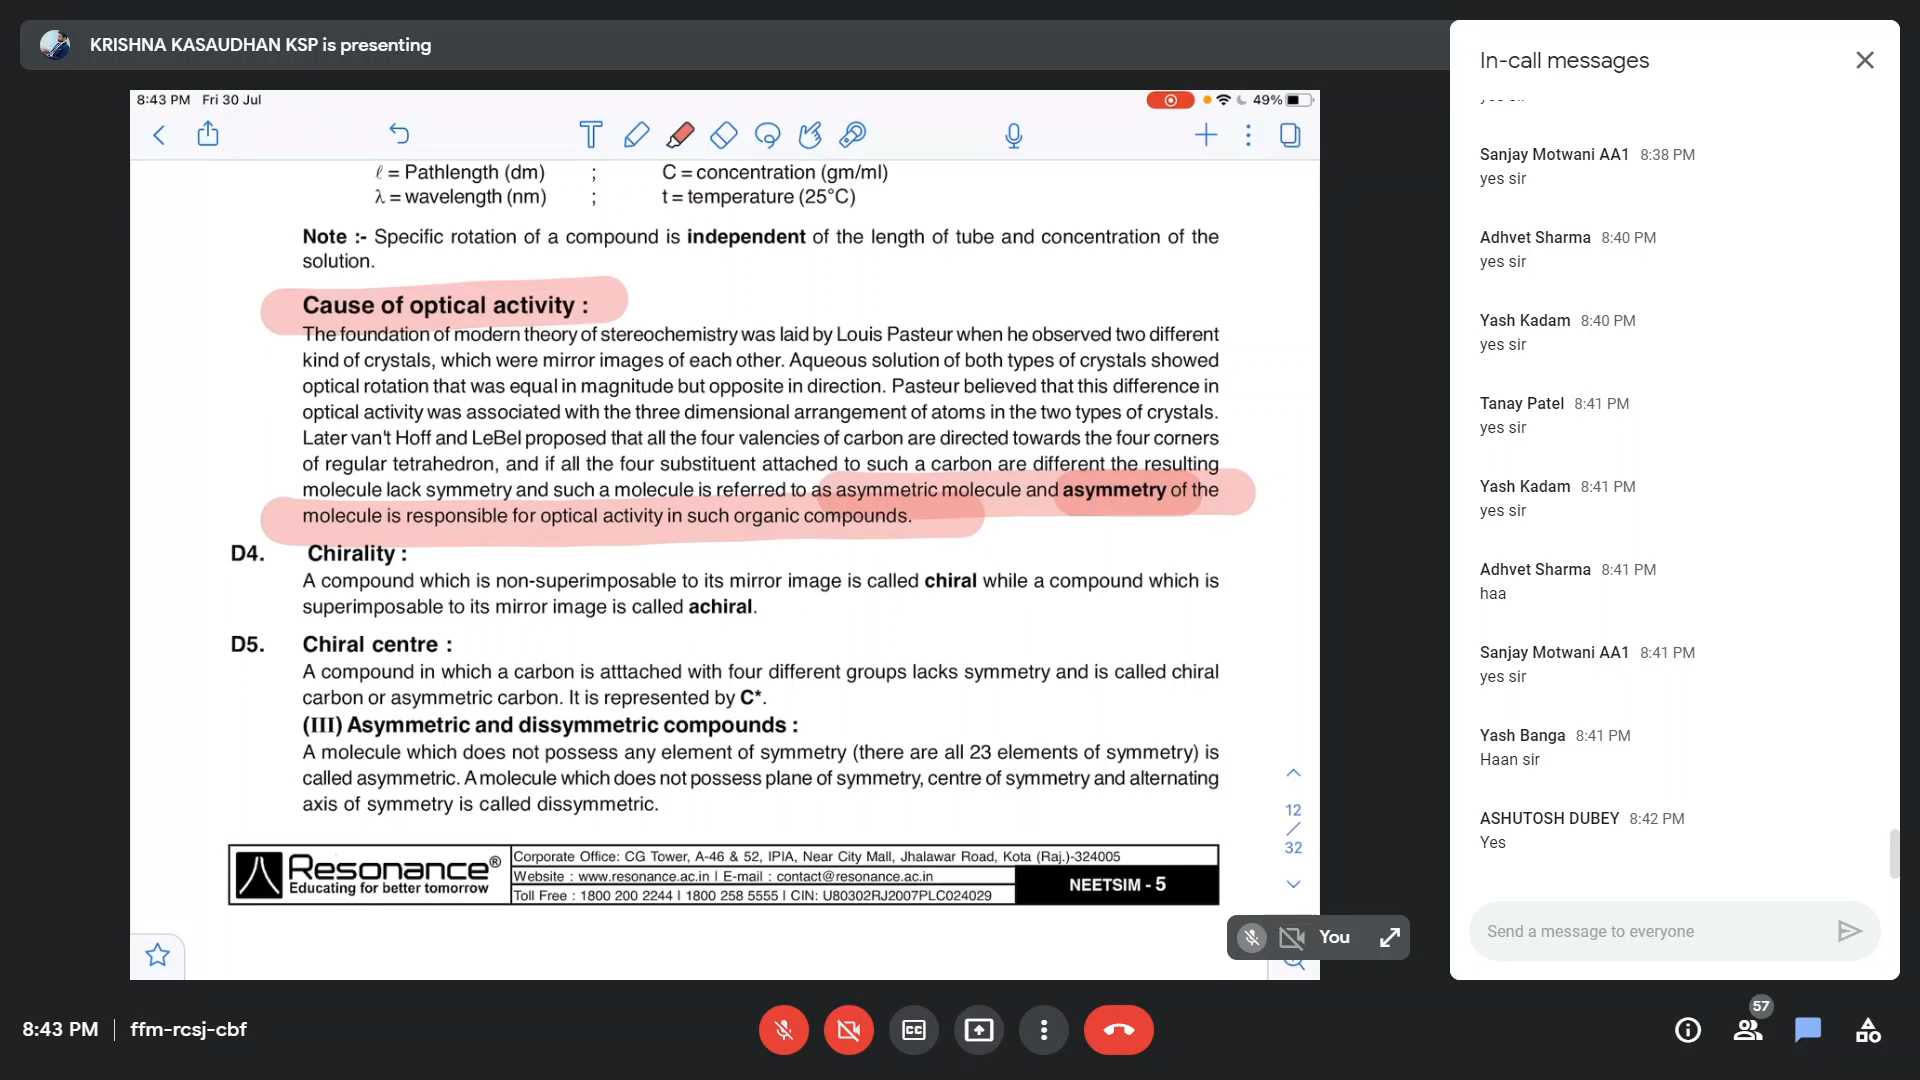 KRISHNA KASAUDHAN KSP is presenting
8:43 PM Fri 30 Jul
49%
ℓ = Pathlength (dm) ; C = concentration (gm/ml)
λ = wavelength (nm) ; t = temperature (25°C)
Note :- Specific rotation of a compound is independent of the length of tube and concentration of the
solution.
Cause of optical activity :
The foundation of modern theory of stereochemistry was laid by Louis Pasteur when he observed two different
kind of crystals, which were mirror images of each other. Aqueous solution of both types of crystals showed
optical rotation that was equal in magnitude but opposite in direction. Pasteur believed that this difference in
optical activity was associated with the three dimensional arrangement of atoms in the two types of crystals.
Later van't Hoff and LeBel proposed that all the four valencies of carbon are directed towards the four corners
of regular tetrahedron, and if all the four substituent attached to such a carbon are different the resulting
molecule lack symmetry and such a molecule is referred to as asymmetric molecule and asymmetry of the
molecule is responsible for optical activity in such organic compounds.
D4. Chirality :
A compound which is non-superimposable to its mirror image is called chiral while a compound which is
superimposable to its mirror image is called achiral.
D5. Chiral centre :
A compound in which a carbon is atttached with four different groups lacks symmetry and is called chiral
carbon or asymmetric carbon. It is represented by C*.
(III) Asymmetric and dissymmetric compounds :
A molecule which does not possess any element of symmetry (there are all 23 elements of symmetry) is
called asymmetric. A molecule which does not possess plane of symmetry, centre of symmetry and alternating
axis of symmetry is called dissymmetric.
12
/
32
Resonance®
Educating for better tomorrow
Corporate Office: CG Tower, A-46 & 52, IPIA, Near City Mall, Jhalawar Road, Kota (Raj.)-324005
Website : www.resonance.ac.in | E-mail : contact@resonance.ac.in
Toll Free : 1800 200 2244 | 1800 258 5555 | CIN: U80302RJ2007PLC024029
NEETSIM - 5
You
In-call messages
Sanjay Motwani AA1 8:38 PM
yes sir
Adhvet Sharma 8:40 PM
yes sir
Yash Kadam 8:40 PM
yes sir
Tanay Patel 8:41 PM
yes sir
Yash Kadam 8:41 PM
yes sir
Adhvet Sharma 8:41 PM
haa
Sanjay Motwani AA1 8:41 PM
yes sir
Yash Banga 8:41 PM
Haan sir
ASHUTOSH DUBEY 8:42 PM
Yes
Send a message to everyone
8:43 PM | ffm-rcsj-cbf
CC
57